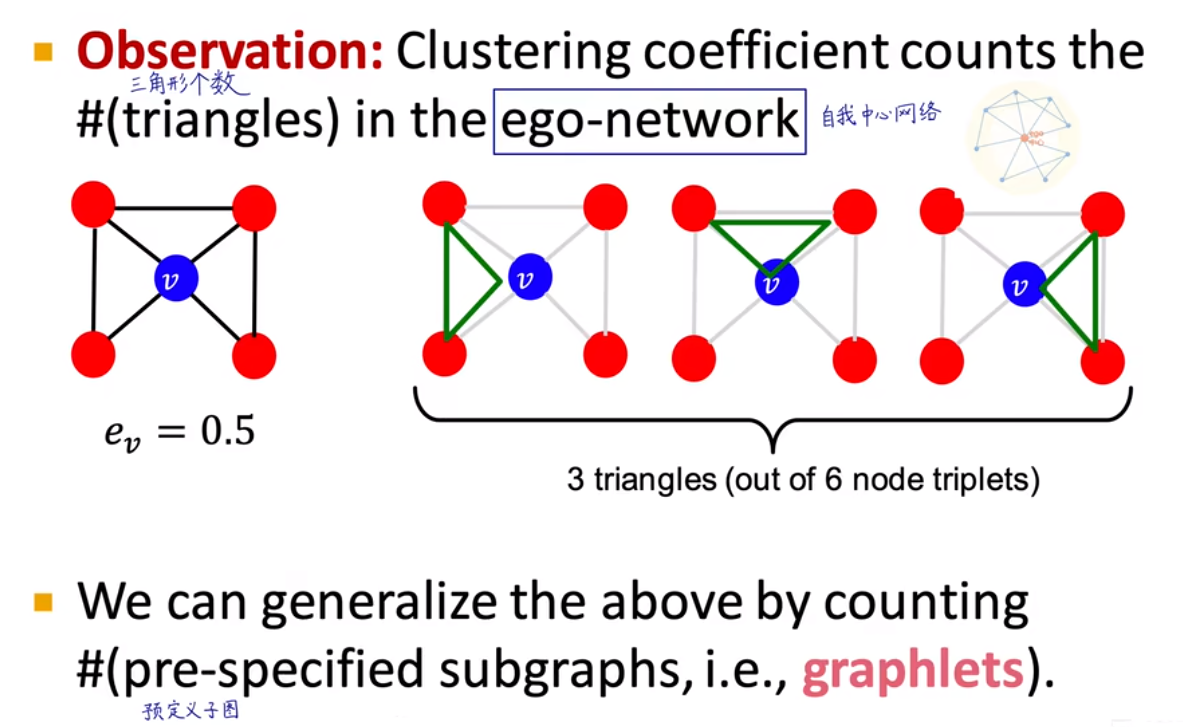 Observation: Clustering coefficient counts the
三角形个数
#(triangles) in the ego-network 自我中心网络
v v v v
e_v = 0.5
3 triangles (out of 6 node triplets)
We can generalize the above by counting
#(pre-specified subgraphs, i.e., graphlets).
预定义子图